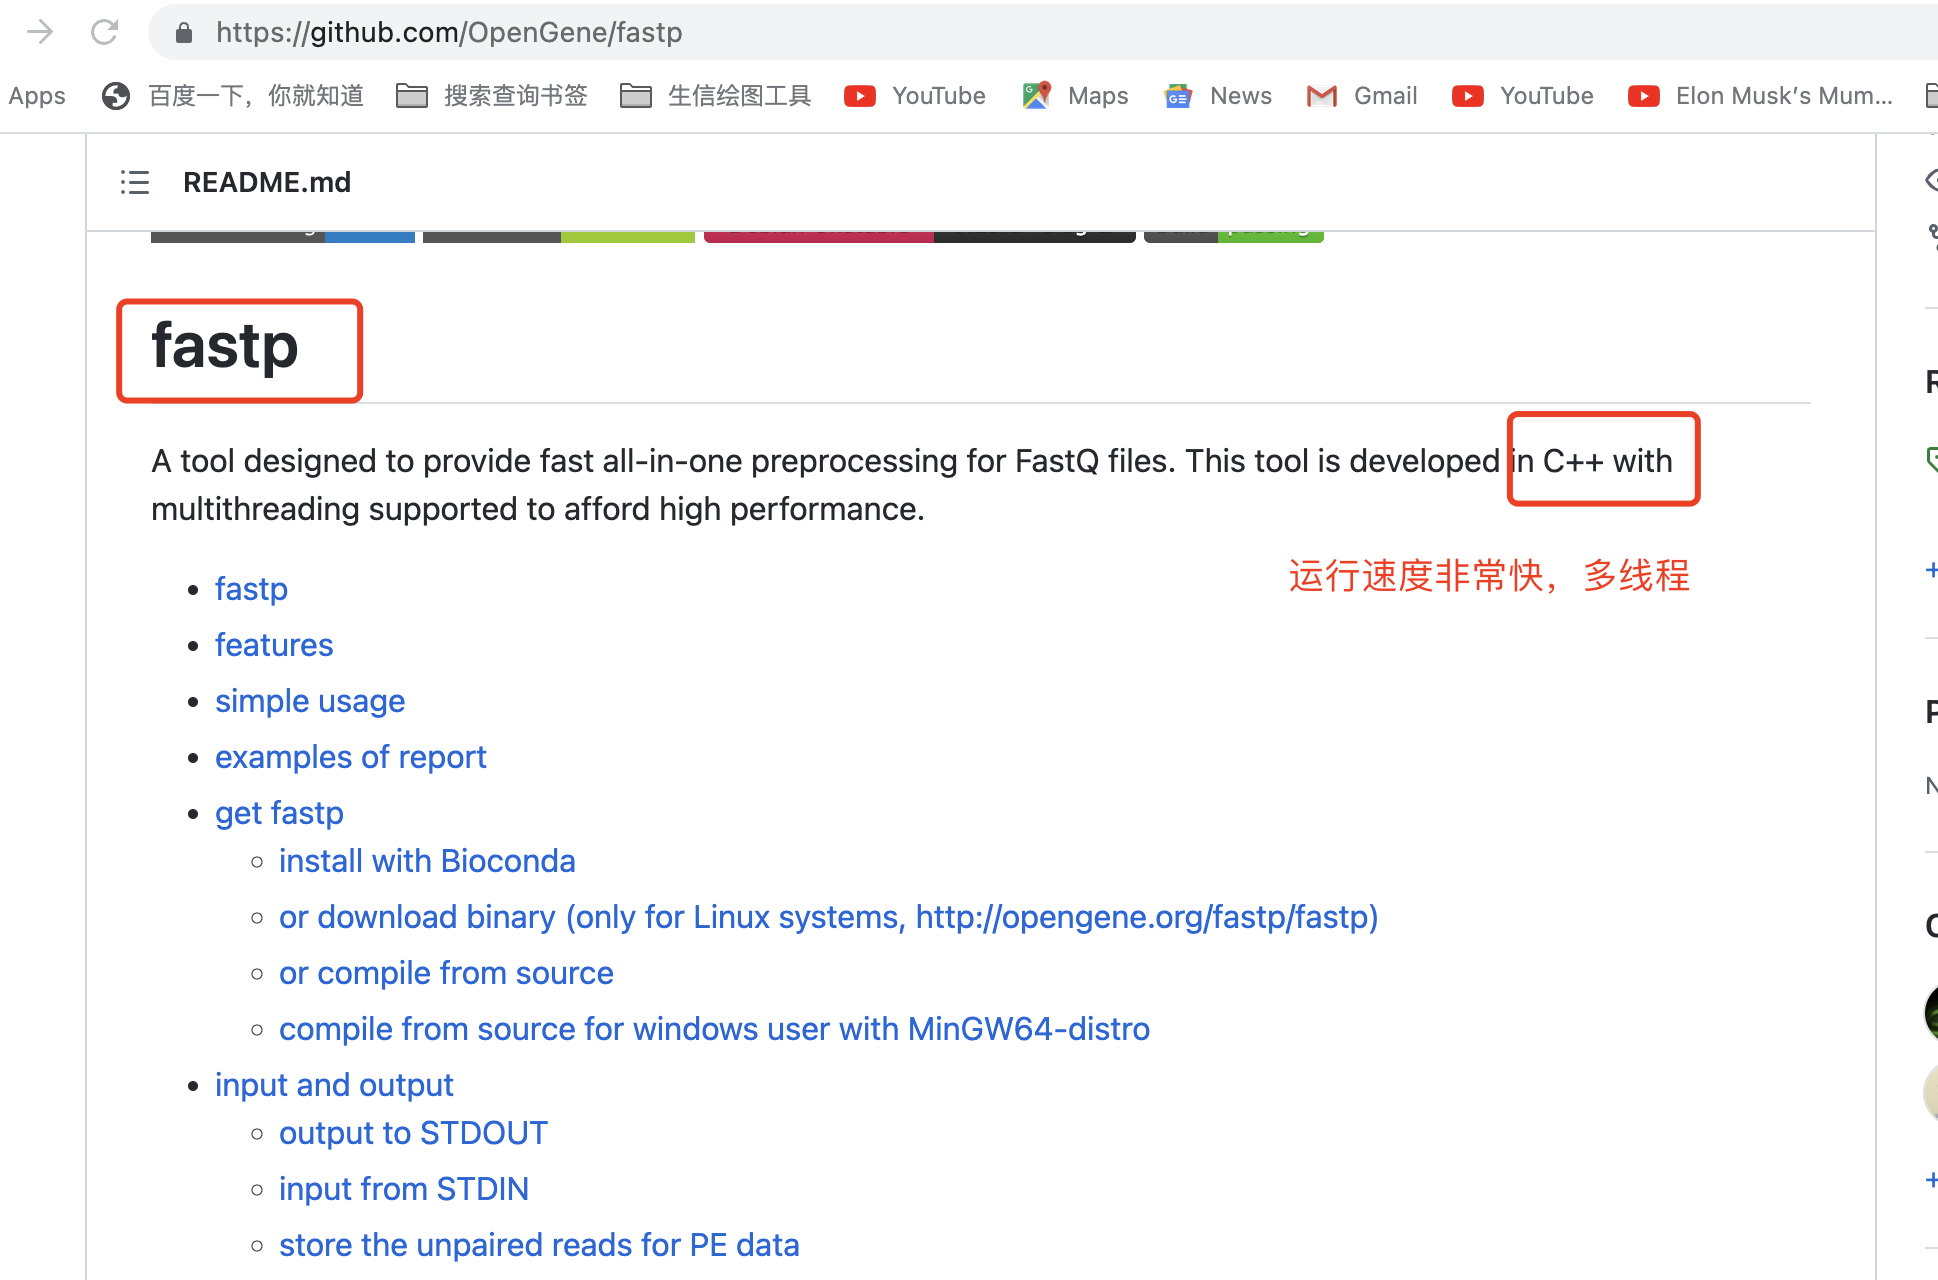 https://github.com/OpenGene/fastp
Apps 百度一下，你就知道 搜索查询书签 生信绘图工具 YouTube Maps News Gmail YouTube Elon Musk's Mum...
README.md
passing
fastp
A tool designed to provide fast all-in-one preprocessing for FastQ files. This tool is developed in C++ with
multithreading supported to afford high performance.
运行速度非常快，多线程
fastp
features
simple usage
examples of report
get fastp
install with Bioconda
or download binary (only for Linux systems, http://opengene.org/fastp/fastp)
or compile from source
compile from source for windows user with MinGW64-distro
input and output
output to STDOUT
input from STDIN
store the unpaired reads for PE data